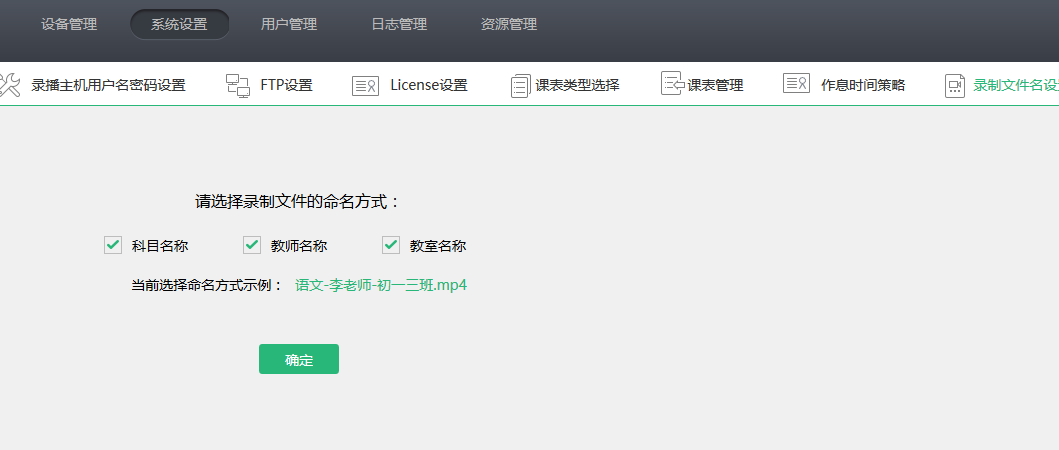 设备管理 系统设置 用户管理 日志管理 资源管理
录播主机用户名密码设置 FTP设置 License设置 课表类型选择 课表管理 作息时间策略 录制文件名设
请选择录制文件的命名方式：
科目名称 教师名称 教室名称
当前选择命名方式示例： 语文-李老师-初一三班.mp4
确定